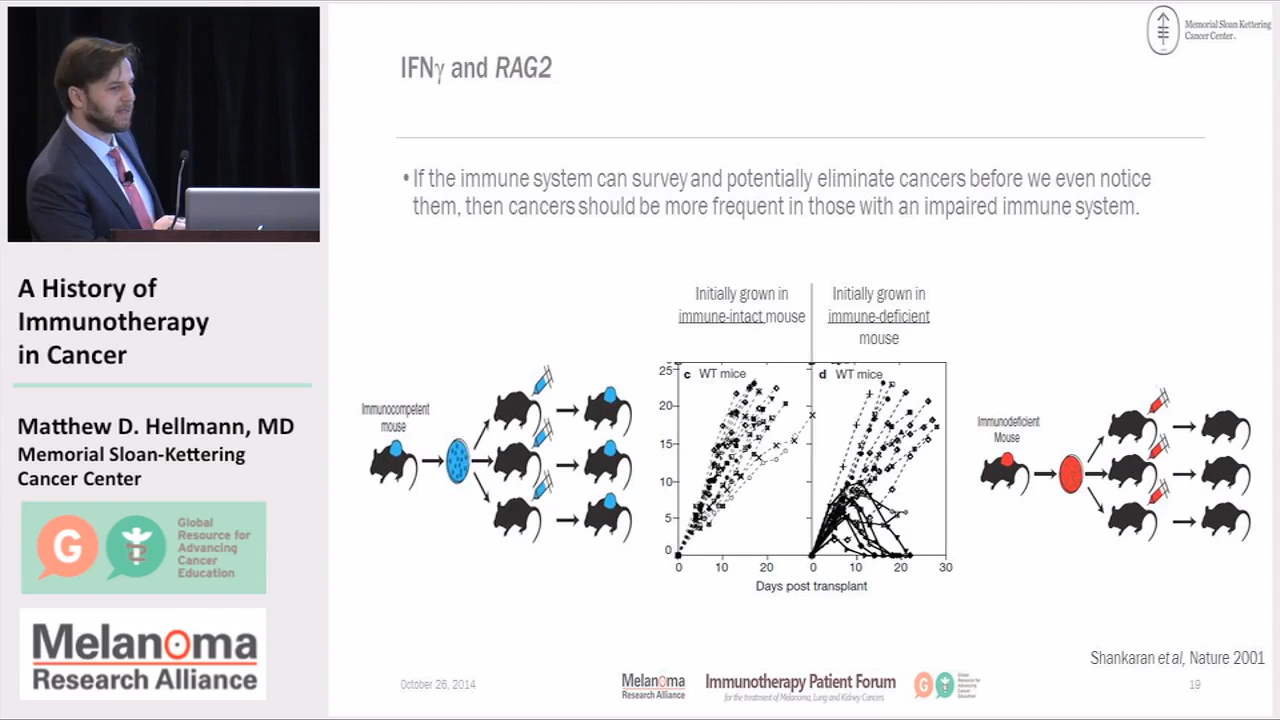 Memorial Sloan Kettering
Cancer Center.
IFNγ and RAG2
• If the immune system can survey and potentially eliminate cancers before we even notice
them, then cancers should be more frequent in those with an impaired immune system.
A History of
Immunotherapy
in Cancer
Matthew D. Hellmann, MD
Memorial Sloan-Kettering
Cancer Center
G
Global
Resource for
Advancing
Cancer
Education
Melanoma
Research Alliance
Initially grown in
immune-intact mouse
Initially grown in
immune-deficient
mouse
Immunocompetent
mouse
c WT mice
d WT mice
25
20
15
10
5
0
0 10 20 0 10 20 30
Days post transplant
Immunodeficient
Mouse
Shankaran et al, Nature 2001
October 26, 2014
Melanoma
Research Alliance
Immunotherapy Patient Forum
for the treatment of Melanoma, Lung and Kidney Cancers
G
Global
Resource for
Advancing
Cancer
Education
19